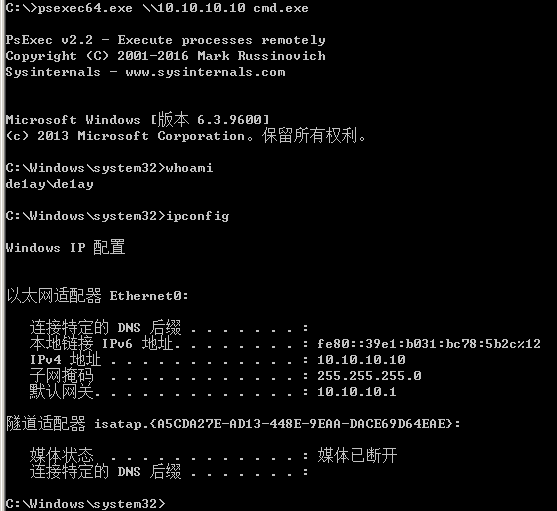 C:\>psexec64.exe \\10.10.10.10 cmd.exe
PsExec v2.2 - Execute processes remotely
Copyright (C) 2001-2016 Mark Russinovich
Sysinternals - www.sysinternals.com
Microsoft Windows [版本 6.3.9600]
(c) 2013 Microsoft Corporation。保留所有权利。
C:\Windows\system32>whoami
de1ay\de1ay
C:\Windows\system32>ipconfig
Windows IP 配置
以太网适配器 Ethernet0:
连接特定的 DNS 后缀 . . . . . . . :
本地链接 IPv6 地址. . . . . . . . : fe80::39e1:b031:bc78:5b2c%12
IPv4 地址 . . . . . . . . . . . . : 10.10.10.10
子网掩码 . . . . . . . . . . . . : 255.255.255.0
默认网关. . . . . . . . . . . . . : 10.10.10.1
隧道适配器 isatap.{A5CDA27E-AD13-448E-9EAA-DACE69D64EAE}:
媒体状态 . . . . . . . . . . . . : 媒体已断开
连接特定的 DNS 后缀 . . . . . . . :
C:\Windows\system32>